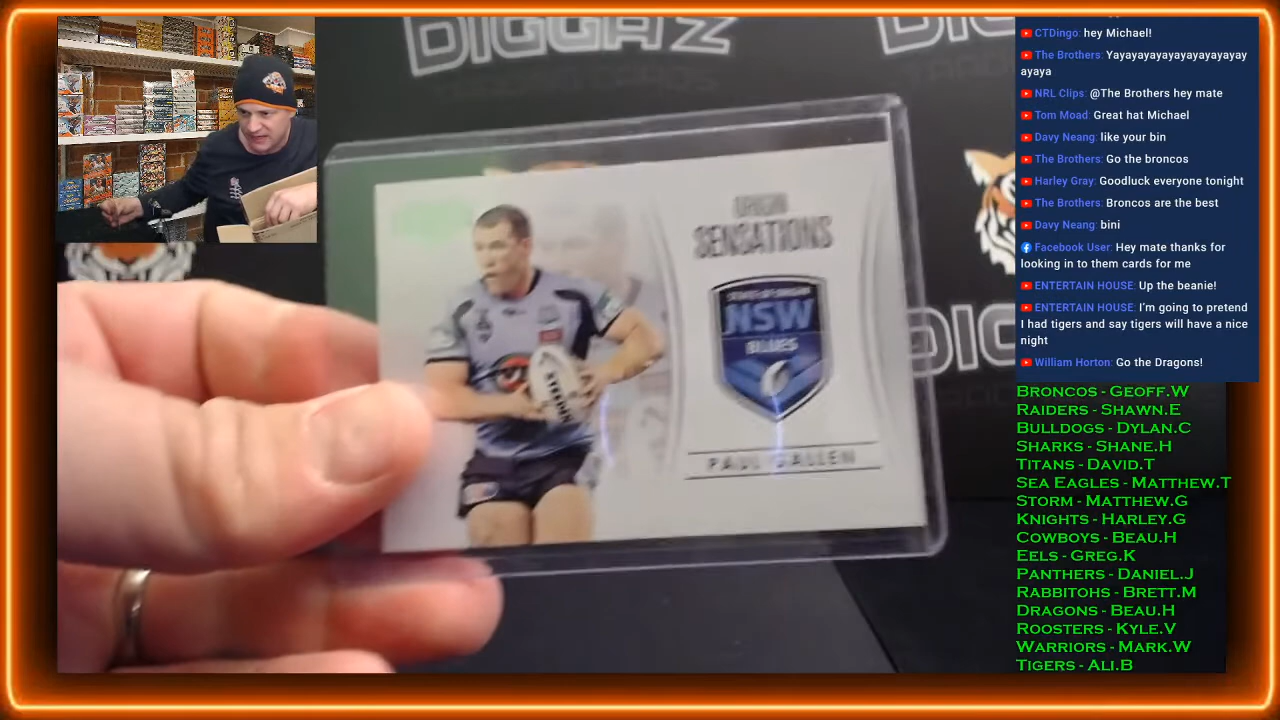 DIGGAZ
ORIGIN
SENSATIONS
STATE OF ORIGIN
NSW
BLUES
STEEDEN
PAUL GALLEN
CTDingo: hey Michael!
The Brothers: Yayayayayayayayayayay
ayaya
NRL Clips: @The Brothers hey mate
Tom Moad: Great hat Michael
Davy Neang: like your bin
The Brothers: Go the broncos
Harley Gray: Goodluck everyone tonight
The Brothers: Broncos are the best
Davy Neang: bini
Facebook User: Hey mate thanks for
looking in to them cards for me
ENTERTAIN HOUSE: Up the beanie!
ENTERTAIN HOUSE: I'm going to pretend
I had tigers and say tigers will have a nice
night
William Horton: Go the Dragons!
Broncos - Geoff.W
Raiders - Shawn.E
Bulldogs - Dylan.C
Sharks - Shane.H
Titans - David.T
Sea Eagles - Matthew.T
Storm - Matthew.G
Knights - Harley.G
Cowboys - Beau.H
Eels - Greg.K
Panthers - Daniel.J
Rabbitohs - Brett.M
Dragons - Beau.H
Roosters - Kyle.V
Warriors - Mark.W
Tigers - Ali.B